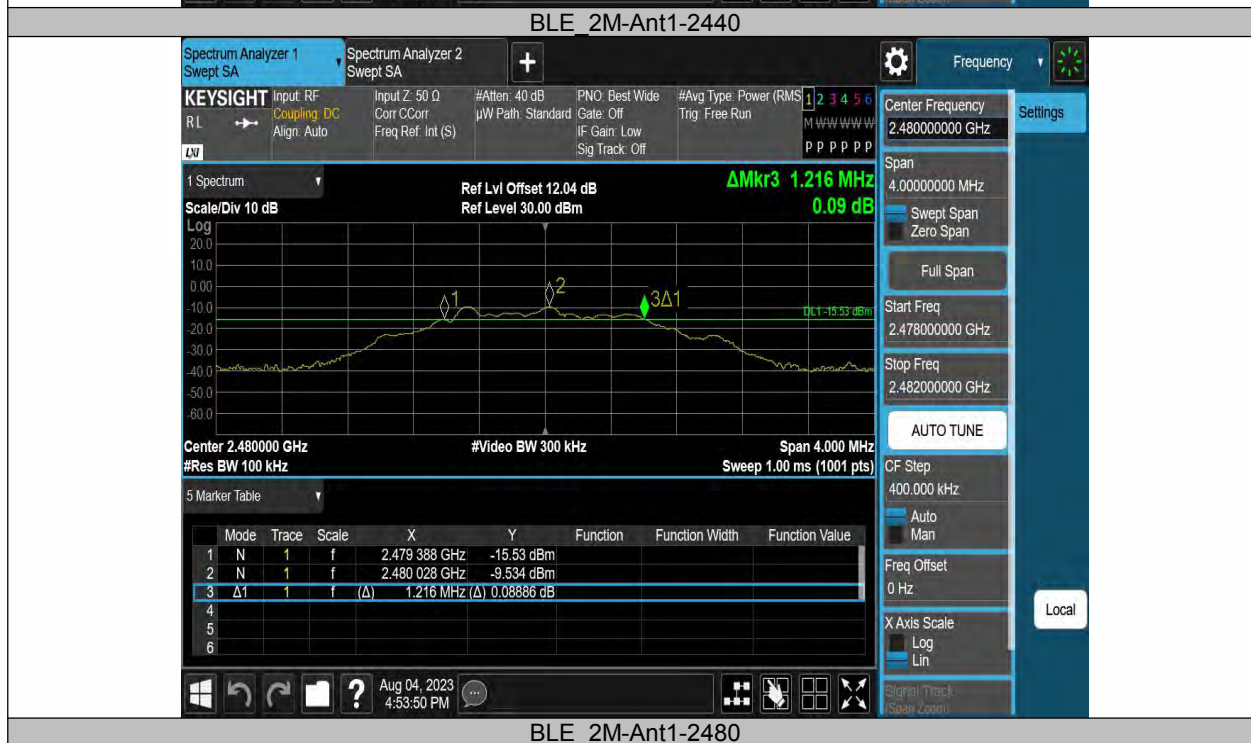 BLE_2M-Ant1-2440
Spectrum Analyzer 1
Swept SA
Spectrum Analyzer 2
Swept SA
+
Frequency
KEYSIGHT
RL
LXI
Input: RF
Coupling: DC
Align: Auto
Input Z: 50 Ω
Corr CCorr
Freq Ref: Int (S)
#Atten: 40 dB
µW Path: Standard
PNO: Best Wide
Gate: Off
IF Gain: Low
Sig Track: Off
#Avg Type: Power (RMS
Trig: Free Run
1 2 3 4 5 6
M W W W W W
P P P P P P
Center Frequency
2.480000000 GHz
Settings
Span
4.00000000 MHz
Swept Span
Zero Span
Full Span
Start Freq
2.478000000 GHz
Stop Freq
2.482000000 GHz
AUTO TUNE
CF Step
400.000 kHz
Auto
Man
Freq Offset
0 Hz
X Axis Scale
Log
Lin
Signal Track
(Span Zoom)
Local
1 Spectrum
Scale/Div 10 dB
Ref Lvl Offset 12.04 dB
Ref Level 30.00 dBm
ΔMkr3 1.216 MHz
0.09 dB
Log
20.0
10.0
0.00
-10.0
-20.0
-30.0
-40.0
-50.0
-60.0
1
2
3Δ1
DL1 -15.53 dBm
Center 2.480000 GHz
#Res BW 100 kHz
#Video BW 300 kHz
Span 4.000 MHz
Sweep 1.00 ms (1001 pts)
5 Marker Table
Mode Trace Scale X Y Function Function Width Function Value
1 N 1 f 2.479 388 GHz -15.53 dBm
2 N 1 f 2.480 028 GHz -9.534 dBm
3 Δ1 1 f (Δ) 1.216 MHz (Δ) 0.08886 dB
4
5
6
?
Aug 04, 2023
4:53:50 PM
BLE_2M-Ant1-2480